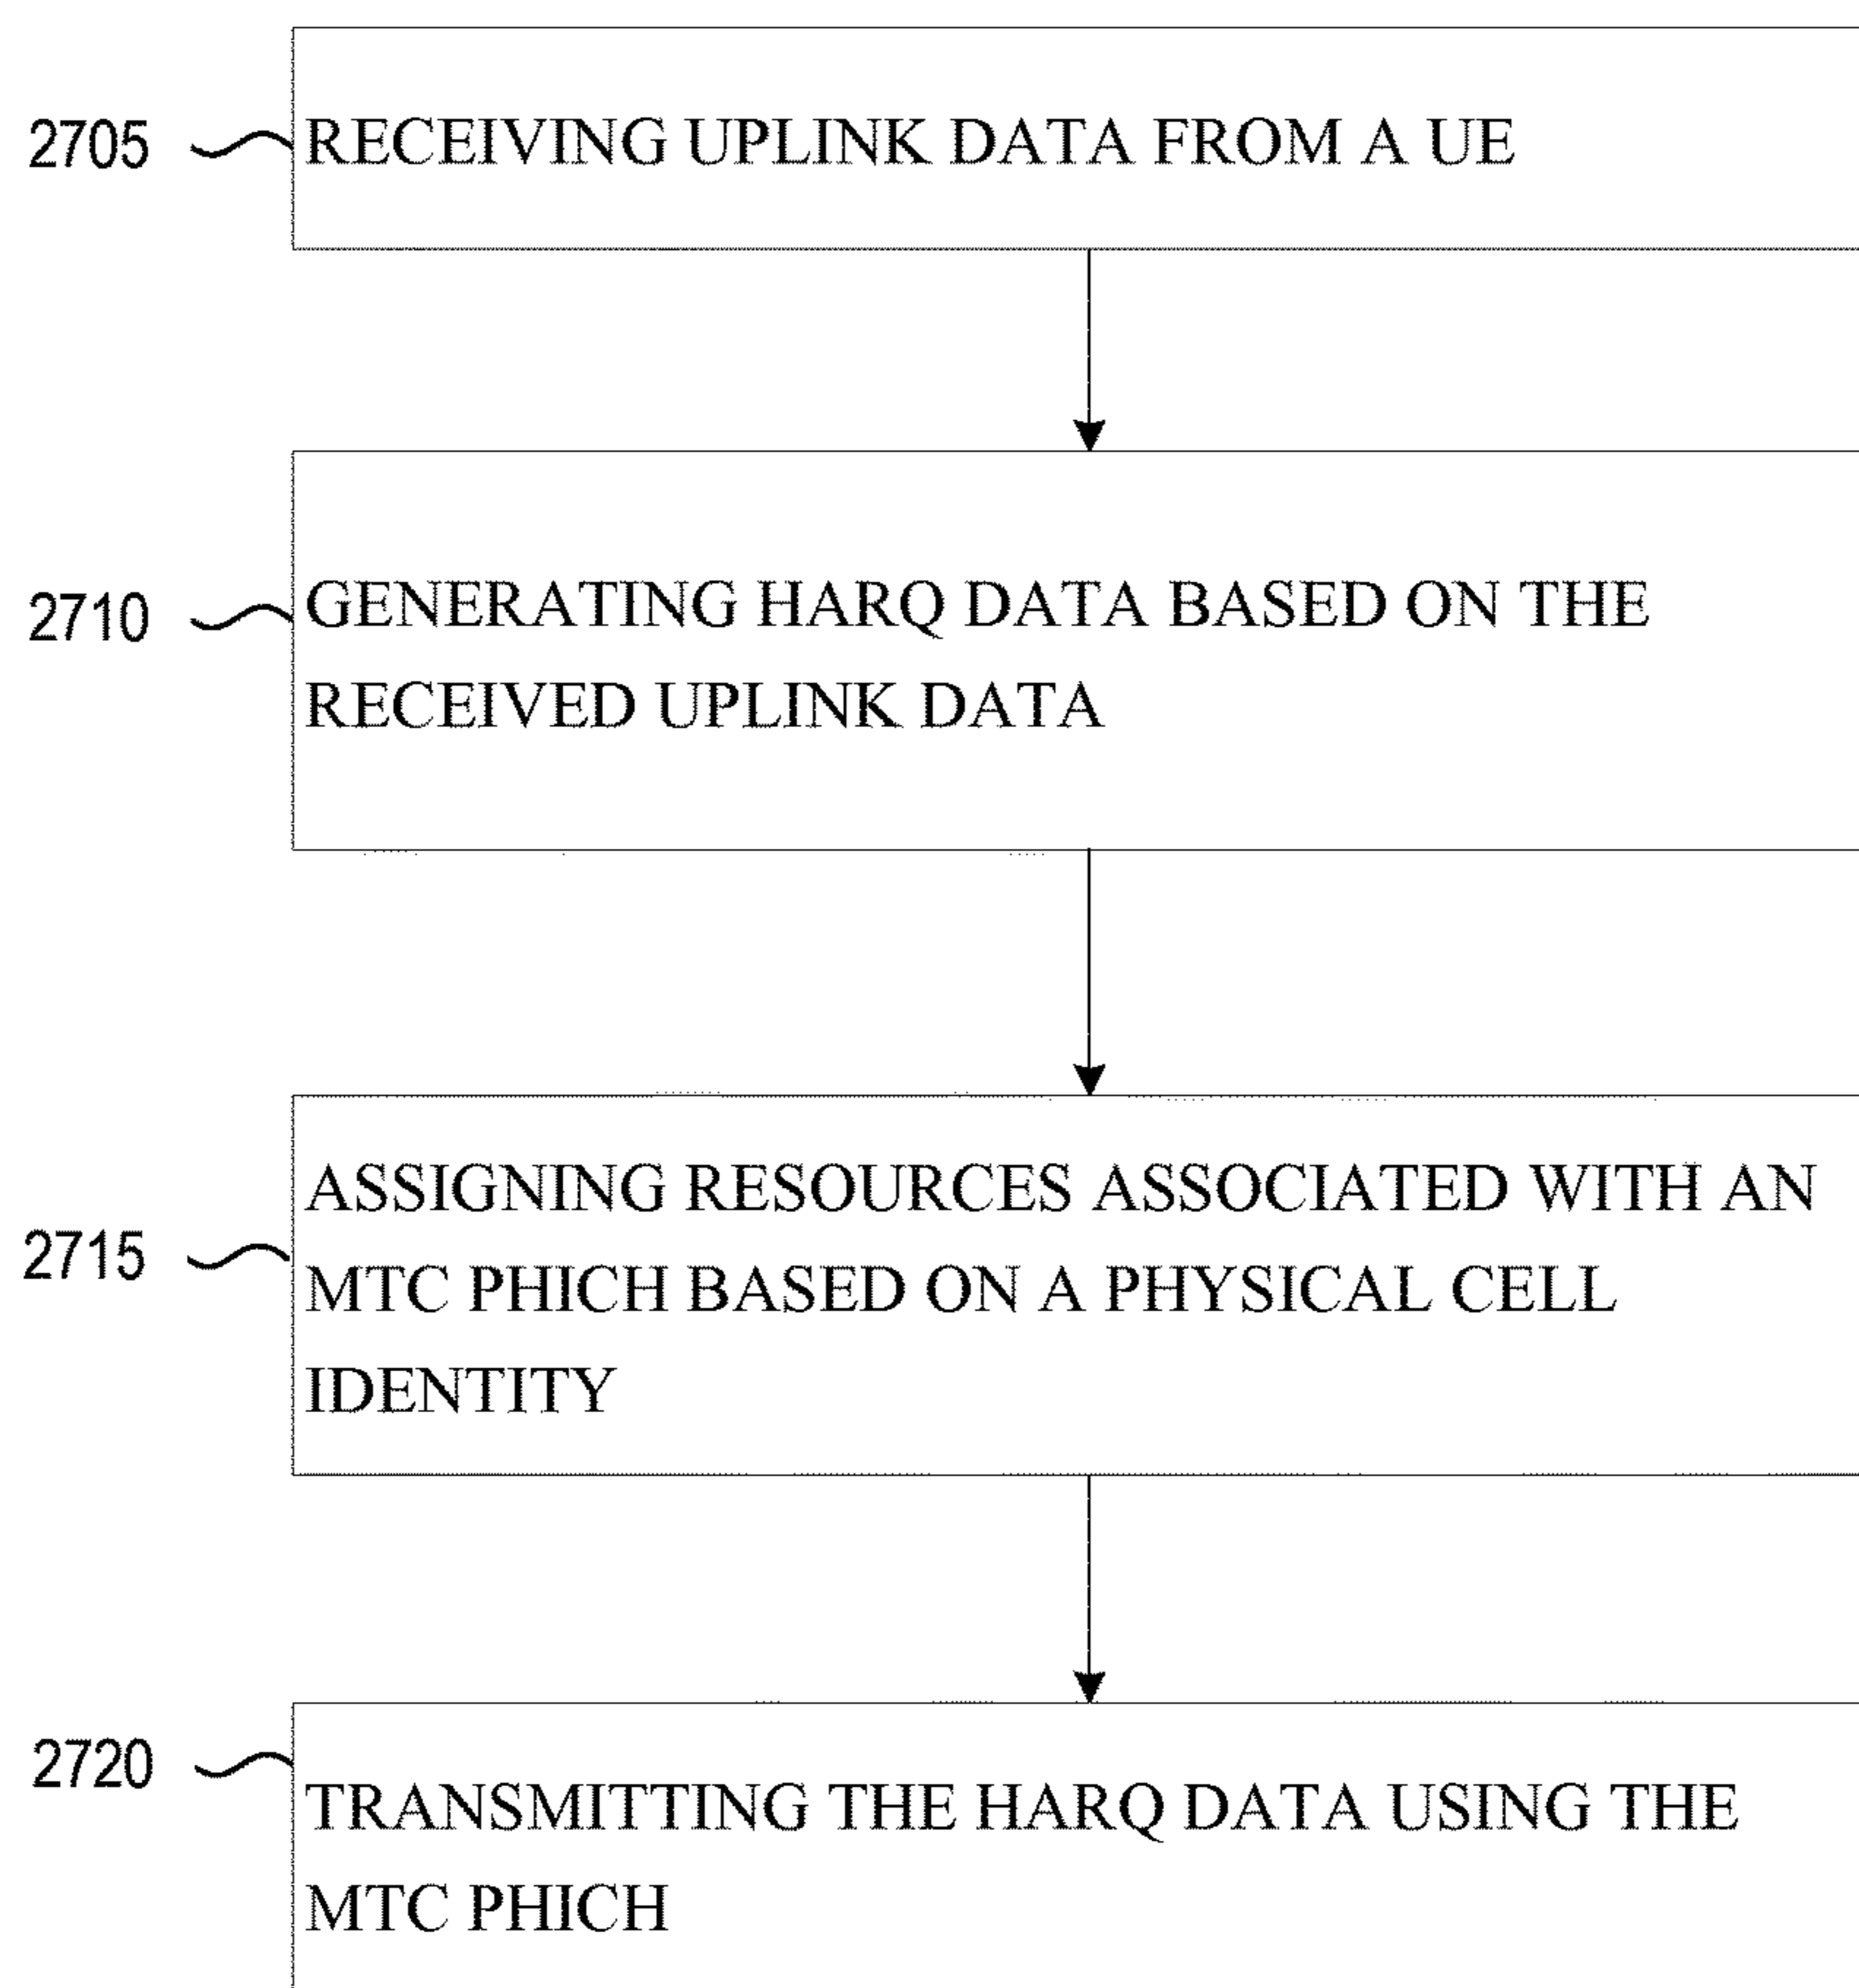 2705
RECEIVING UPLINK DATA FROM A UE
2710
GENERATING HARQ DATA BASED ON THE
RECEIVED UPLINK DATA
2715
ASSIGNING RESOURCES ASSOCIATED WITH AN
MTC PHICH BASED ON A PHYSICAL CELL
IDENTITY
2720
TRANSMITTING THE HARQ DATA USING THE
MTC PHICH